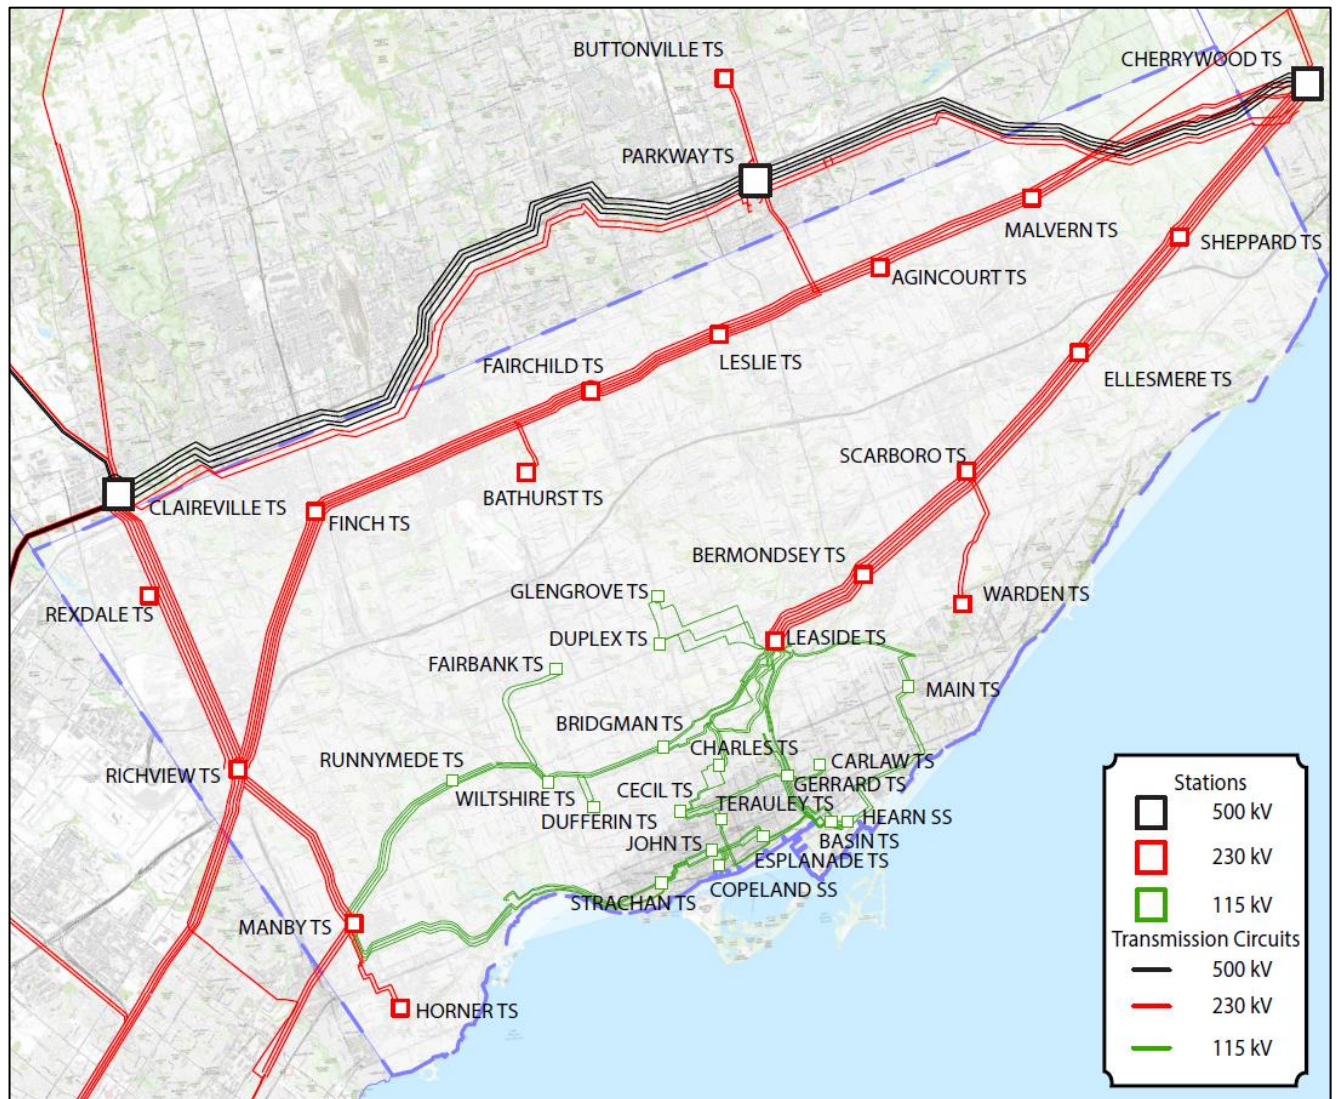 BUTTONVILLE TS
CHERRYWOOD TS
PARKWAY TS
MALVERN TS
SHEPPARD TS
AGINCOURT TS
FAIRCHILD TS
LESLIE TS
ELLESMERE TS
SCARBORO TS
BATHURST TS
CLAIREVILLE TS
FINCH TS
BERMONDSEY TS
GLENGROVE TS
WARDEN TS
REXDALE TS
DUPLEX TS
LEASIDE TS
FAIRBANK TS
MAIN TS
BRIDGMAN TS
CHARLES TS
RUNNYMEDE TS
CARLAW TS
RICHVIEW TS
GERRARD TS
CECIL TS
WILTSHIRE TS
TERAULEY TS
DUFFERIN TS
HEARN SS
JOHN TS
BASIN TS
ESPLANADE TS
COPELAND SS
STRACHAN TS
MANBY TS
HORNER TS
Stations
500 kV
230 kV
115 kV
Transmission Circuits
500 kV
230 kV
115 kV